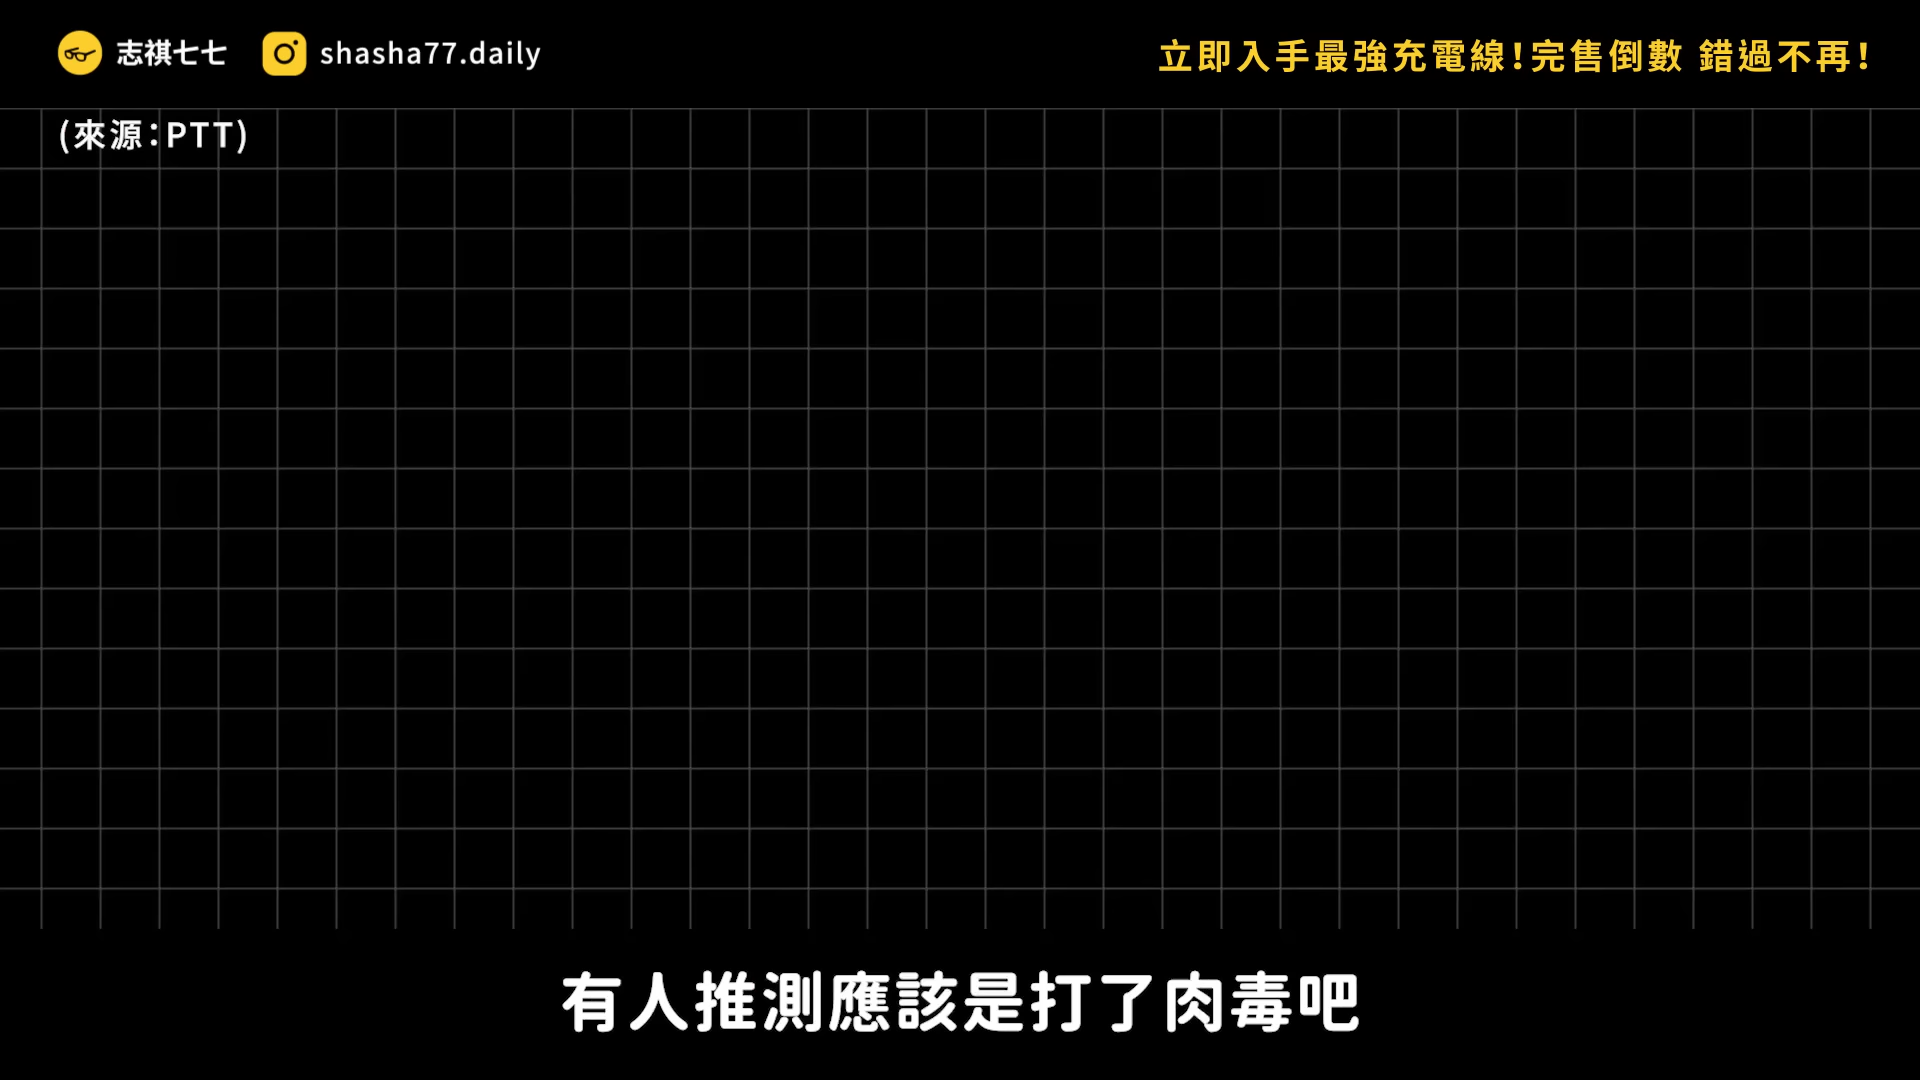 志祺七七 shasha77.daily
立即入手最強充電線!完售倒數 錯過不再!
(來源:PTT)
有人推測應該是打了肉毒吧